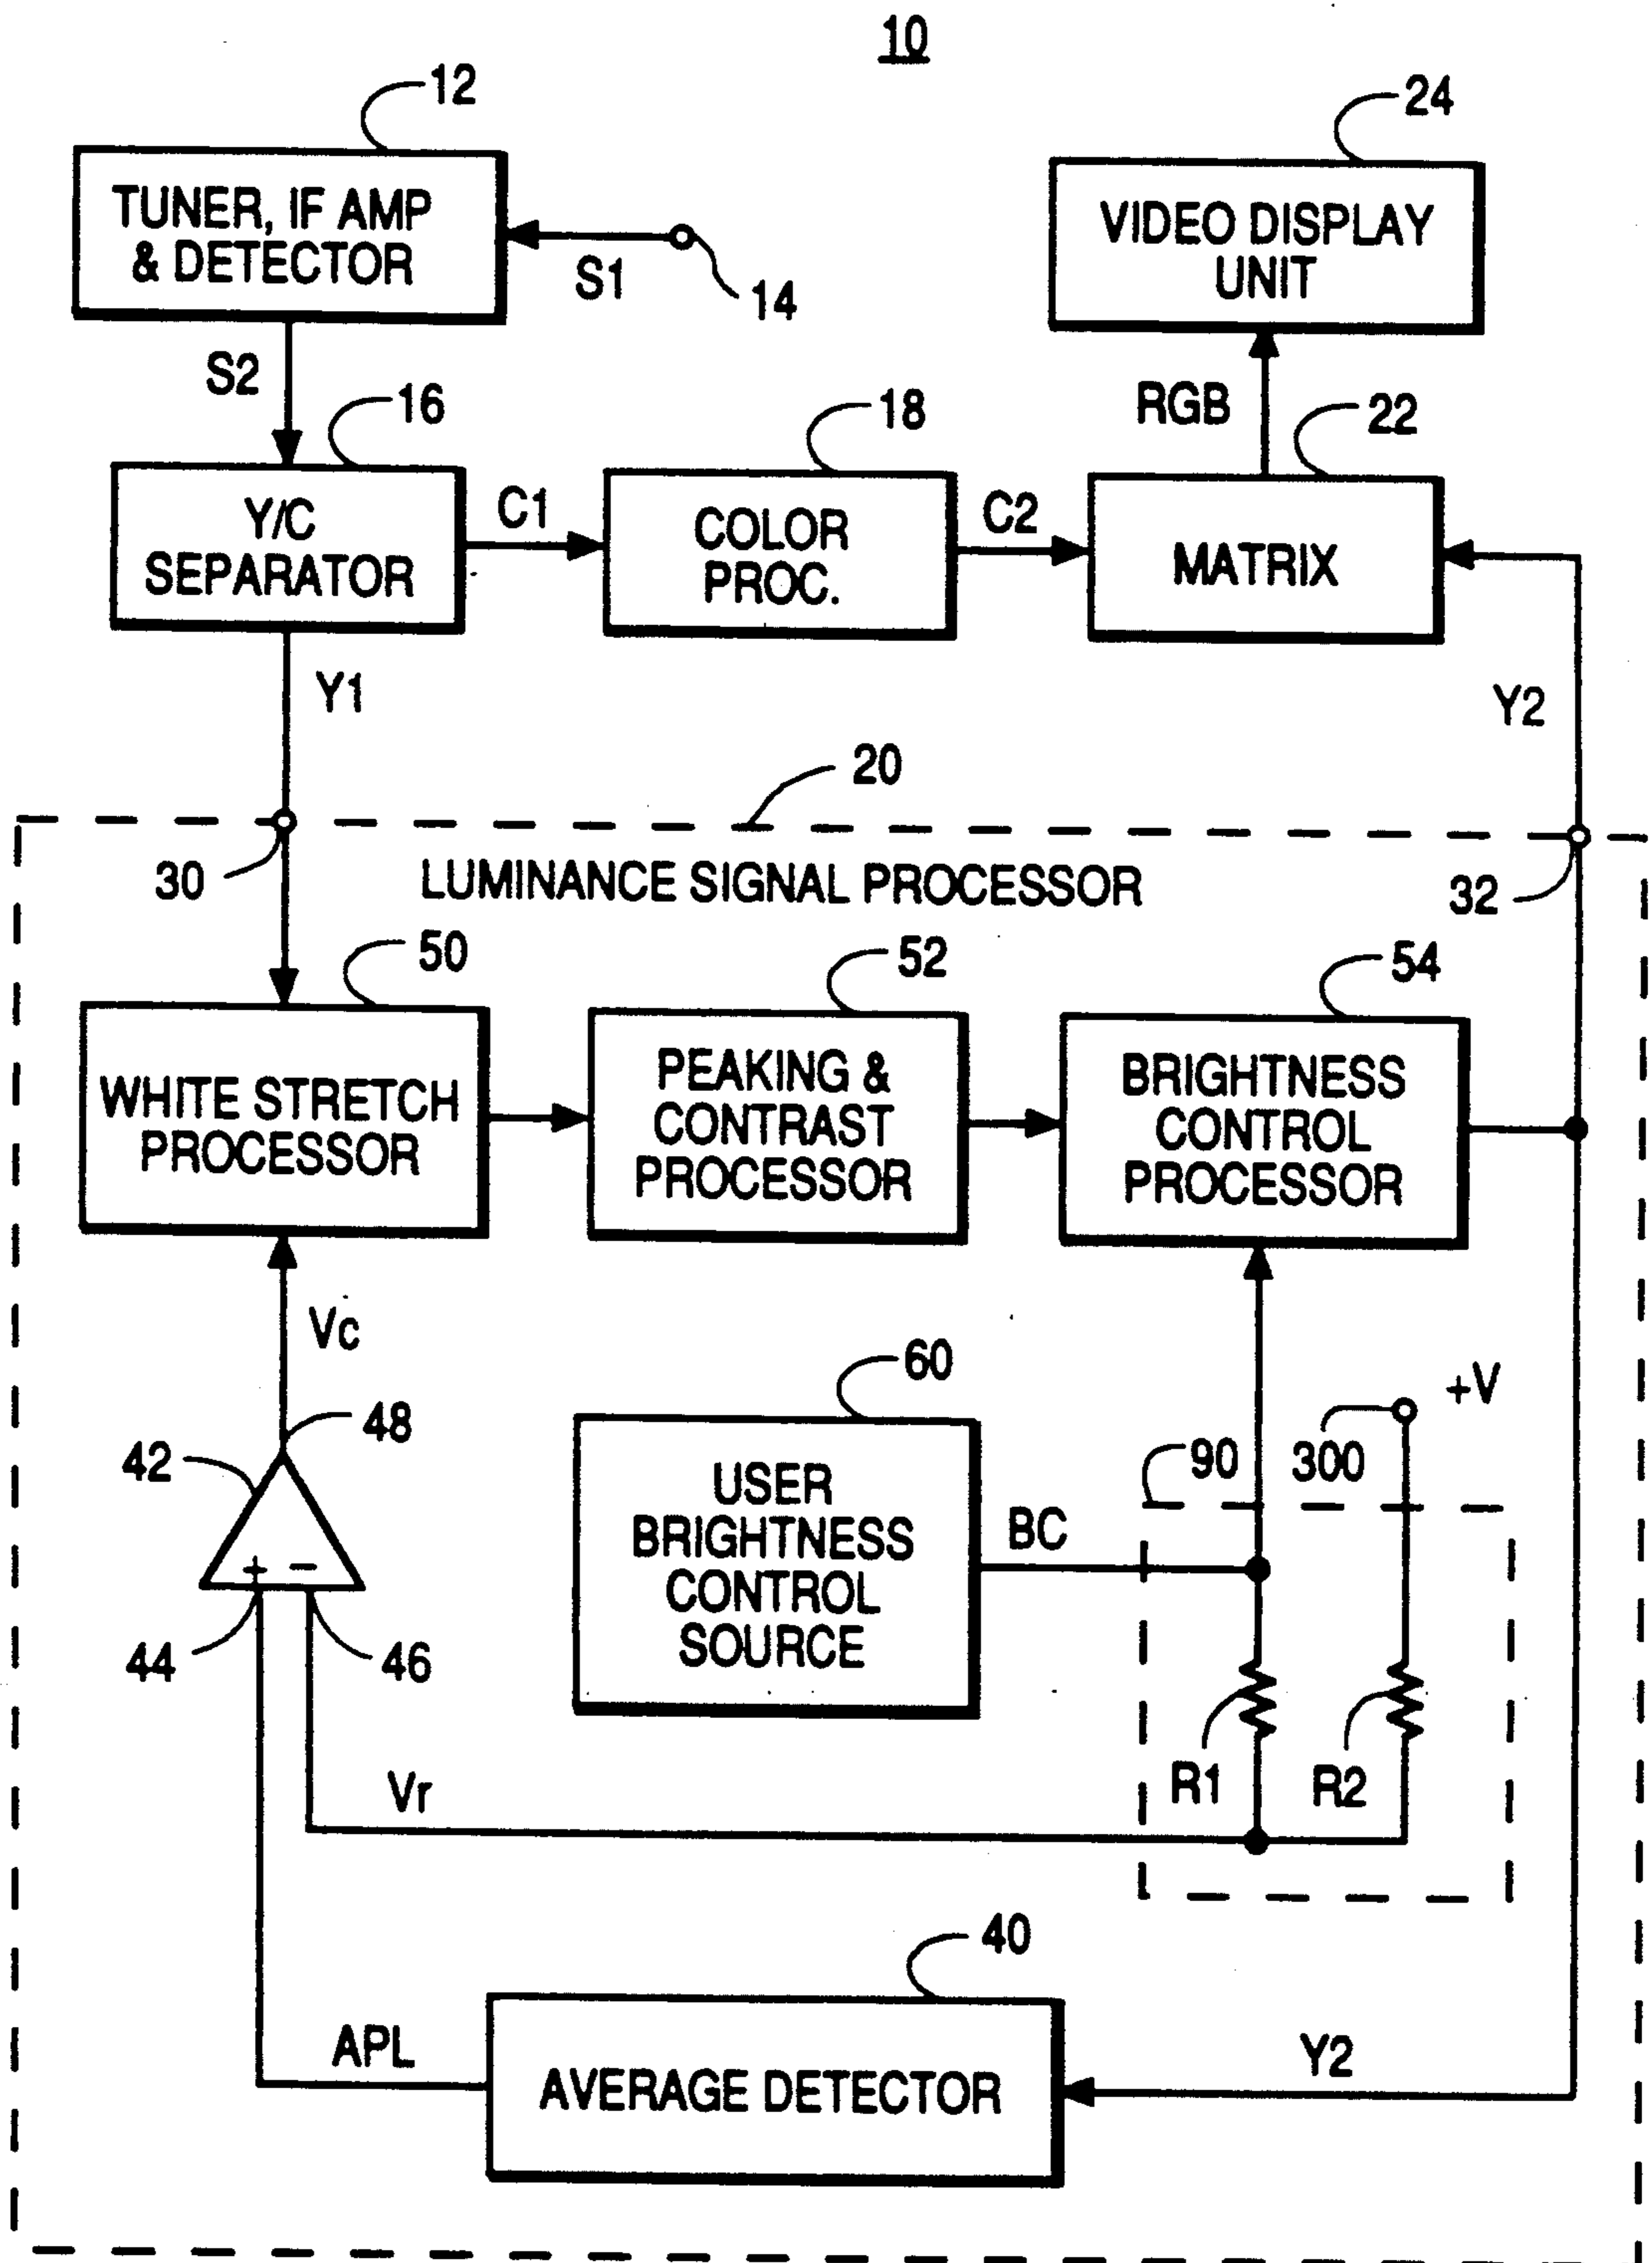 10
12
24
TUNER, IF AMP
& DETECTOR
S1
14
VIDEO DISPLAY
UNIT
S2
16
18
RGB
22
Y/C
SEPARATOR
C1
COLOR
PROC.
C2
MATRIX
Y1
Y2
20
30
LUMINANCE SIGNAL PROCESSOR
32
50
52
54
WHITE STRETCH
PROCESSOR
PEAKING &
CONTRAST
PROCESSOR
BRIGHTNESS
CONTROL
PROCESSOR
Vc
60
+V
48
42
90
300
USER
BRIGHTNESS
CONTROL
SOURCE
BC
+ −
44
46
R1
R2
Vr
40
APL
AVERAGE DETECTOR
Y2